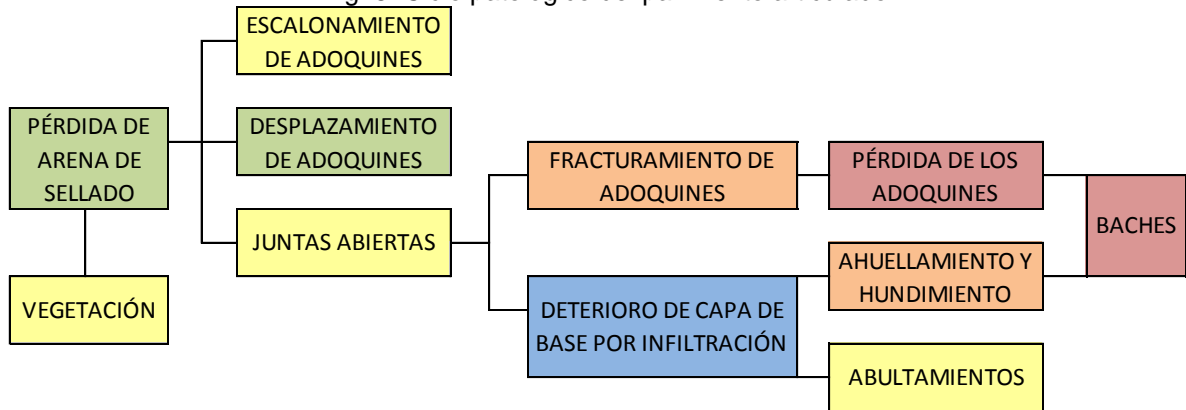 ESCALONAMIENTO
DE ADOQUINES
PÉRDIDA DE
ARENA DE
SELLADO
DESPLAZAMIENTO
DE ADOQUINES
JUNTAS ABIERTAS
VEGETACIÓN
FRACTURAMIENTO DE
ADOQUINES
DETERIORO DE CAPA DE
BASE POR INFILTRACIÓN
PÉRDIDA DE LOS
ADOQUINES
AHUELLAMIENTO Y
HUNDIMIENTO
ABULTAMIENTOS
BACHES